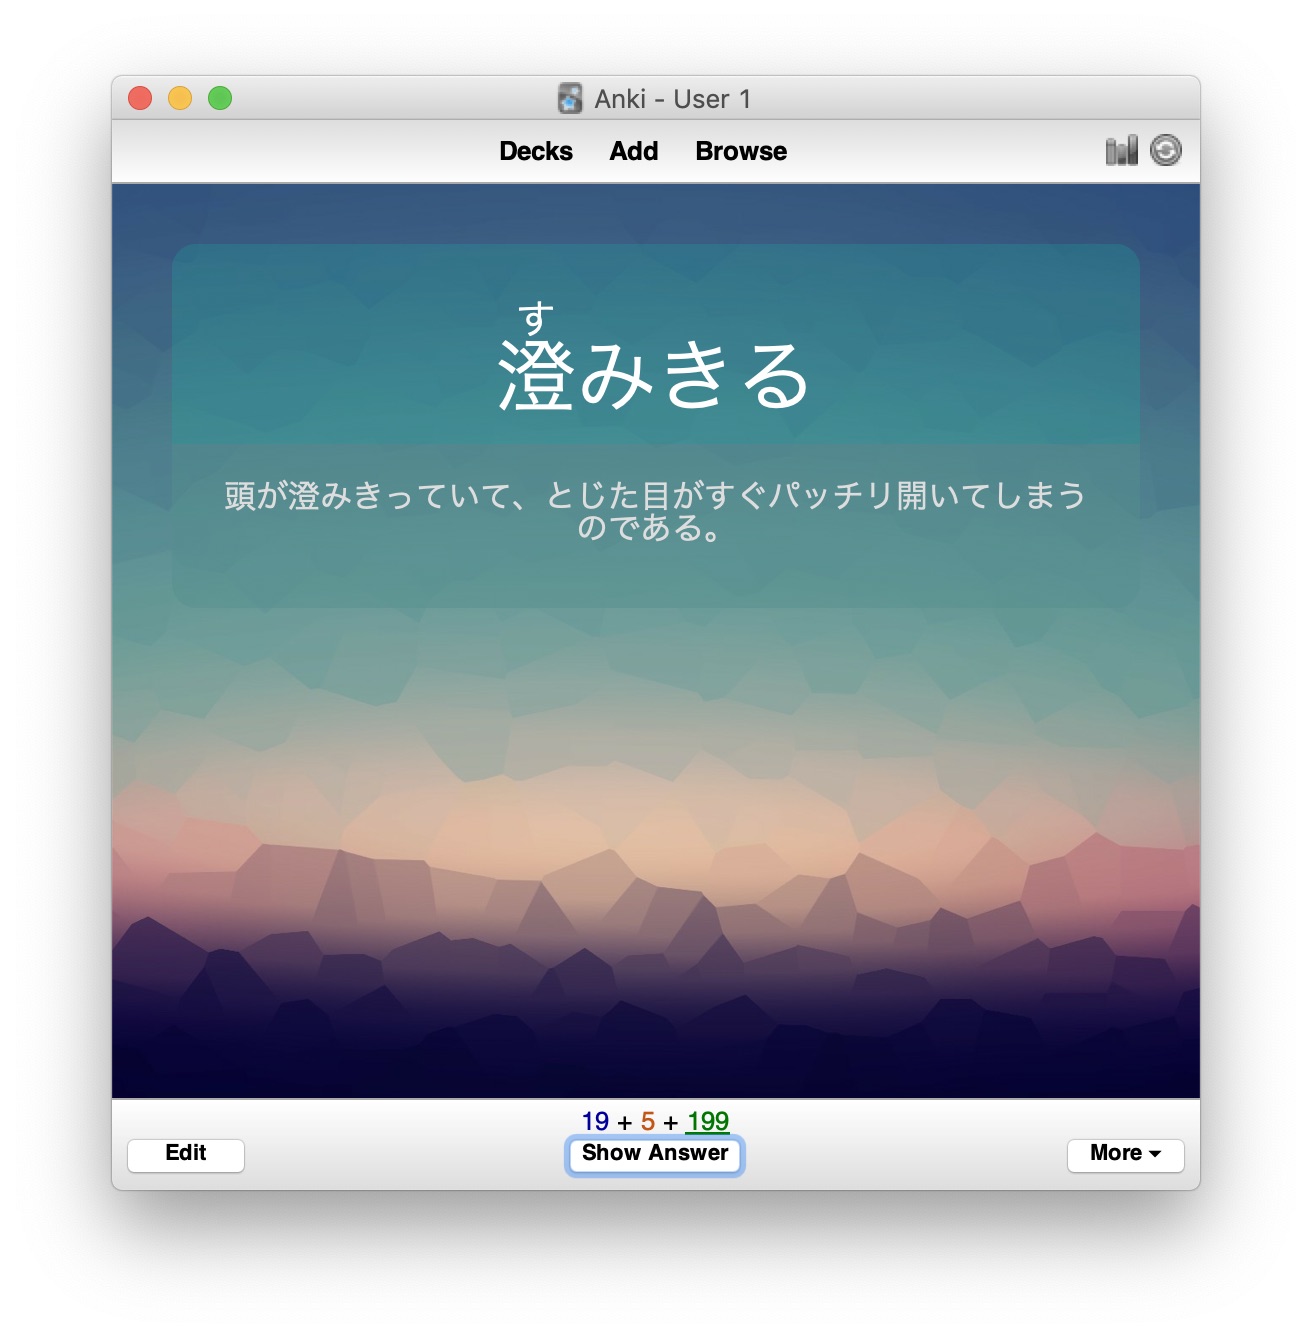 Anki - User 1
Decks Add Browse
す
澄みきる
頭が澄みきっていて、とじた目がすぐパッチリ開いてしまう
のである。
19 + 5 + 199
Edit Show Answer More